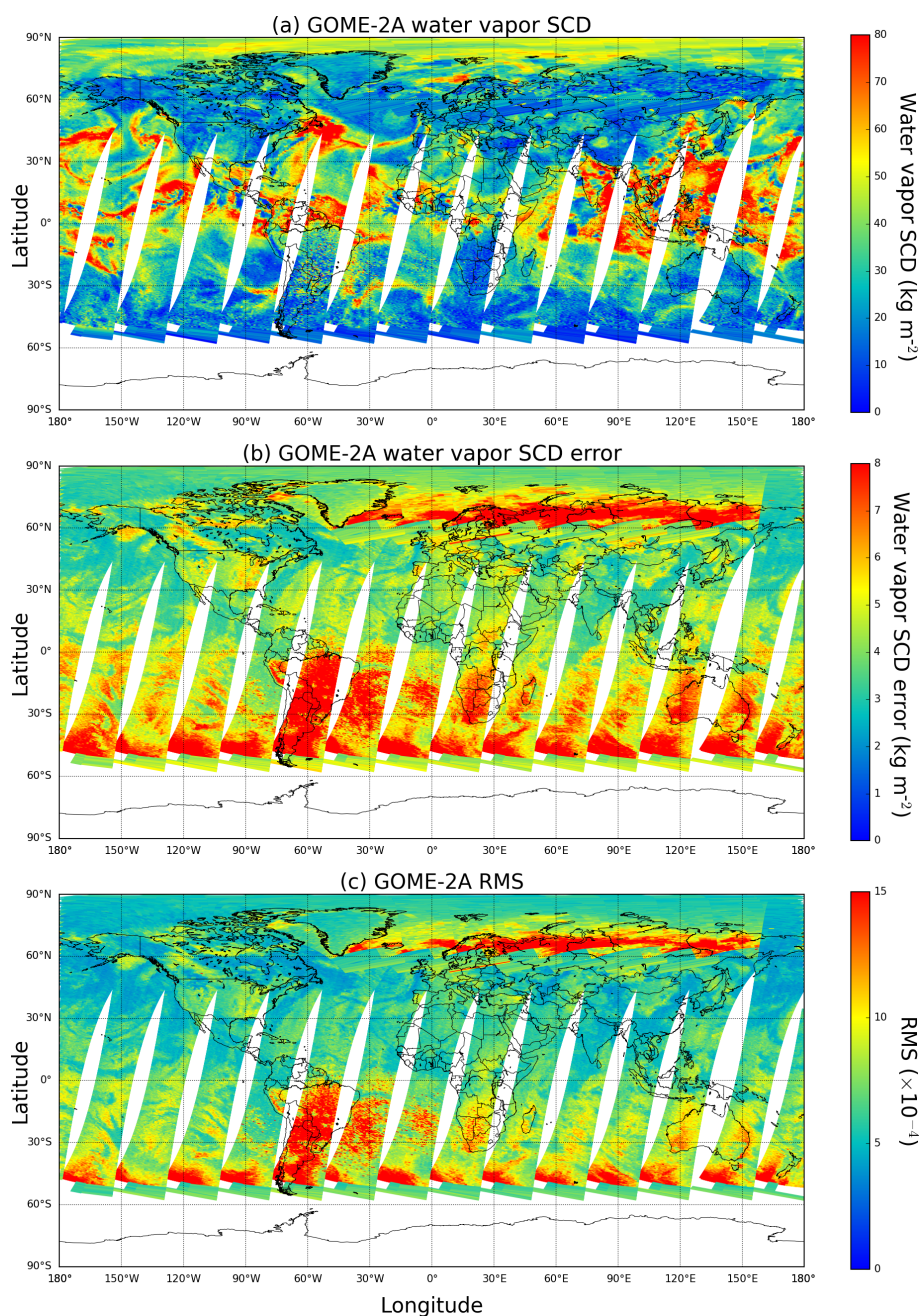 (a) GOME-2A water vapor SCD
90°N
60°N
30°N
0°
30°S
60°S
90°S
Latitude
180° 150°W 120°W 90°W 60°W 30°W 0° 30°E 60°E 90°E 120°E 150°E 180°
80
70
60
50
40
30
20
10
0
Water vapor SCD (kg m⁻²)
(b) GOME-2A water vapor SCD error
90°N
60°N
30°N
0°
30°S
60°S
90°S
Latitude
180° 150°W 120°W 90°W 60°W 30°W 0° 30°E 60°E 90°E 120°E 150°E 180°
8
7
6
5
4
3
2
1
0
Water vapor SCD error (kg m⁻²)
(c) GOME-2A RMS
90°N
60°N
30°N
0°
30°S
60°S
90°S
Latitude
180° 150°W 120°W 90°W 60°W 30°W 0° 30°E 60°E 90°E 120°E 150°E 180°
15
10
5
0
RMS (×10⁻⁴)
Longitude